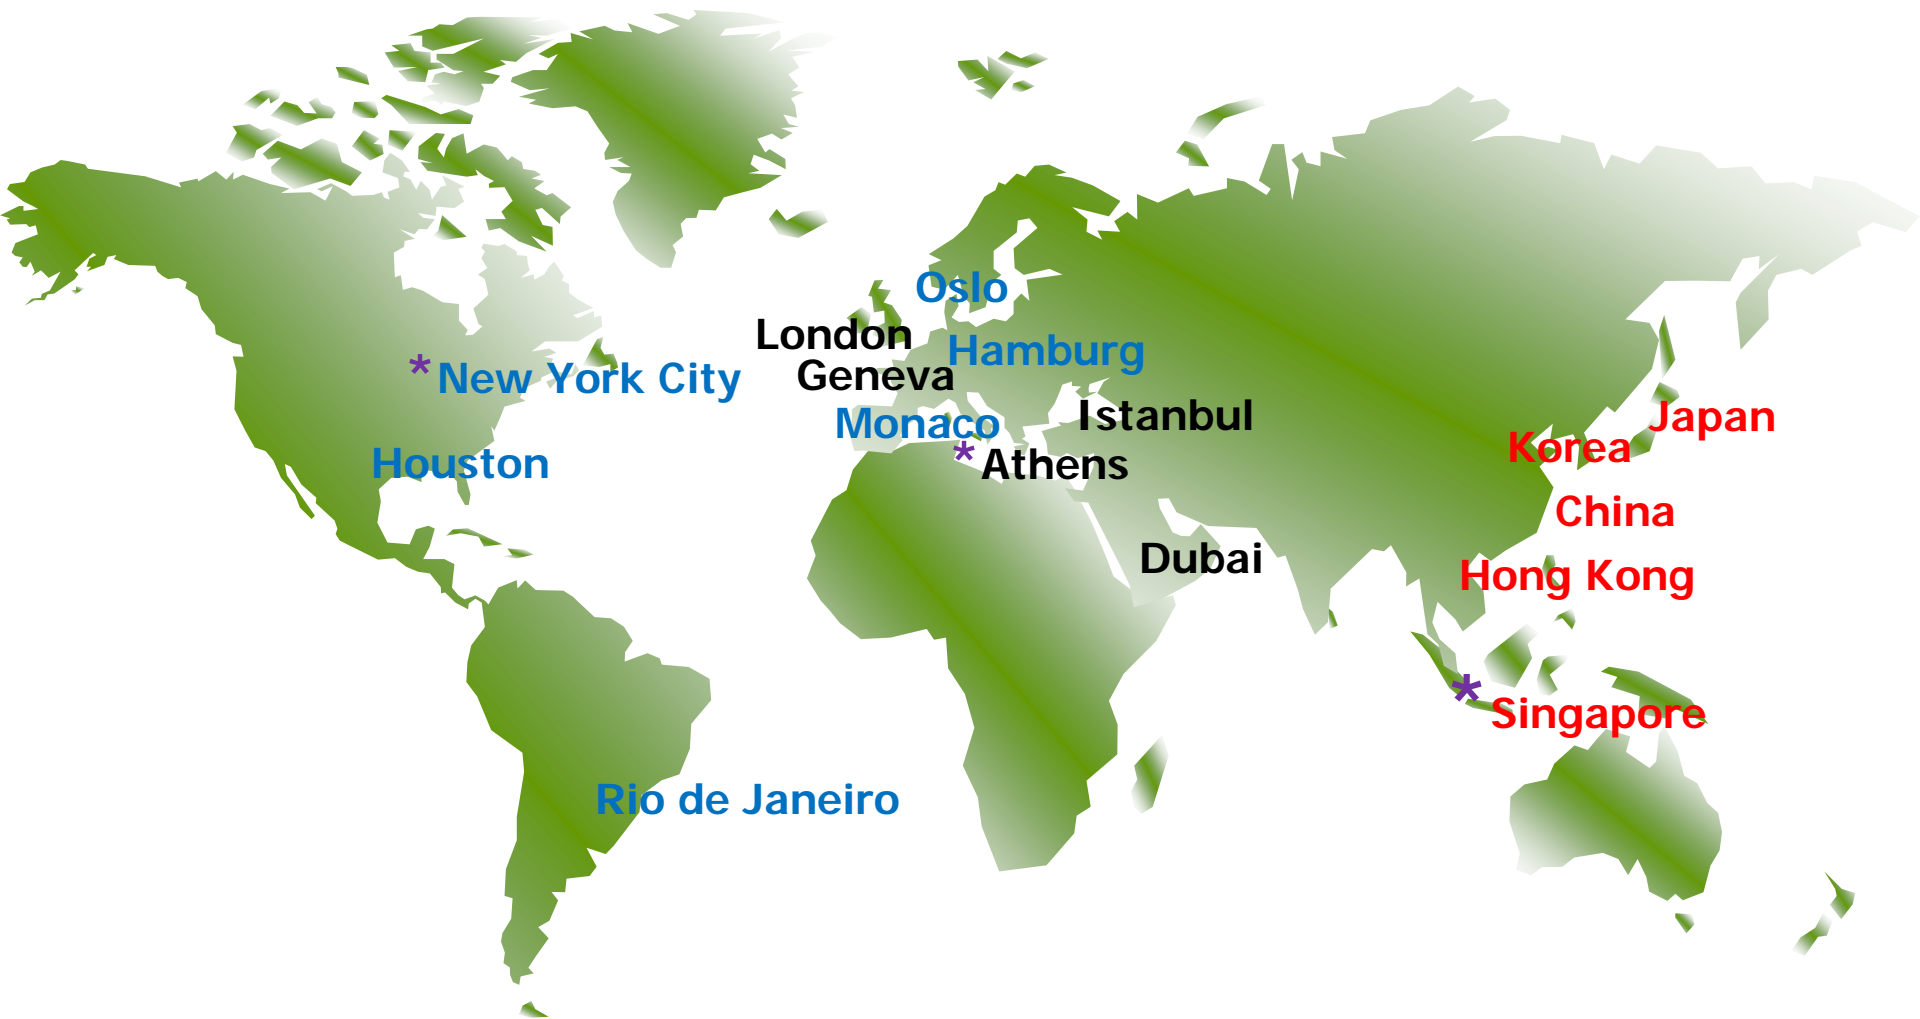 Oslo
London
Hamburg
Geneva
* New York City
Monaco
Istanbul
Japan
Korea
Houston
* Athens
China
Dubai
Hong Kong
* Singapore
Rio de Janeiro